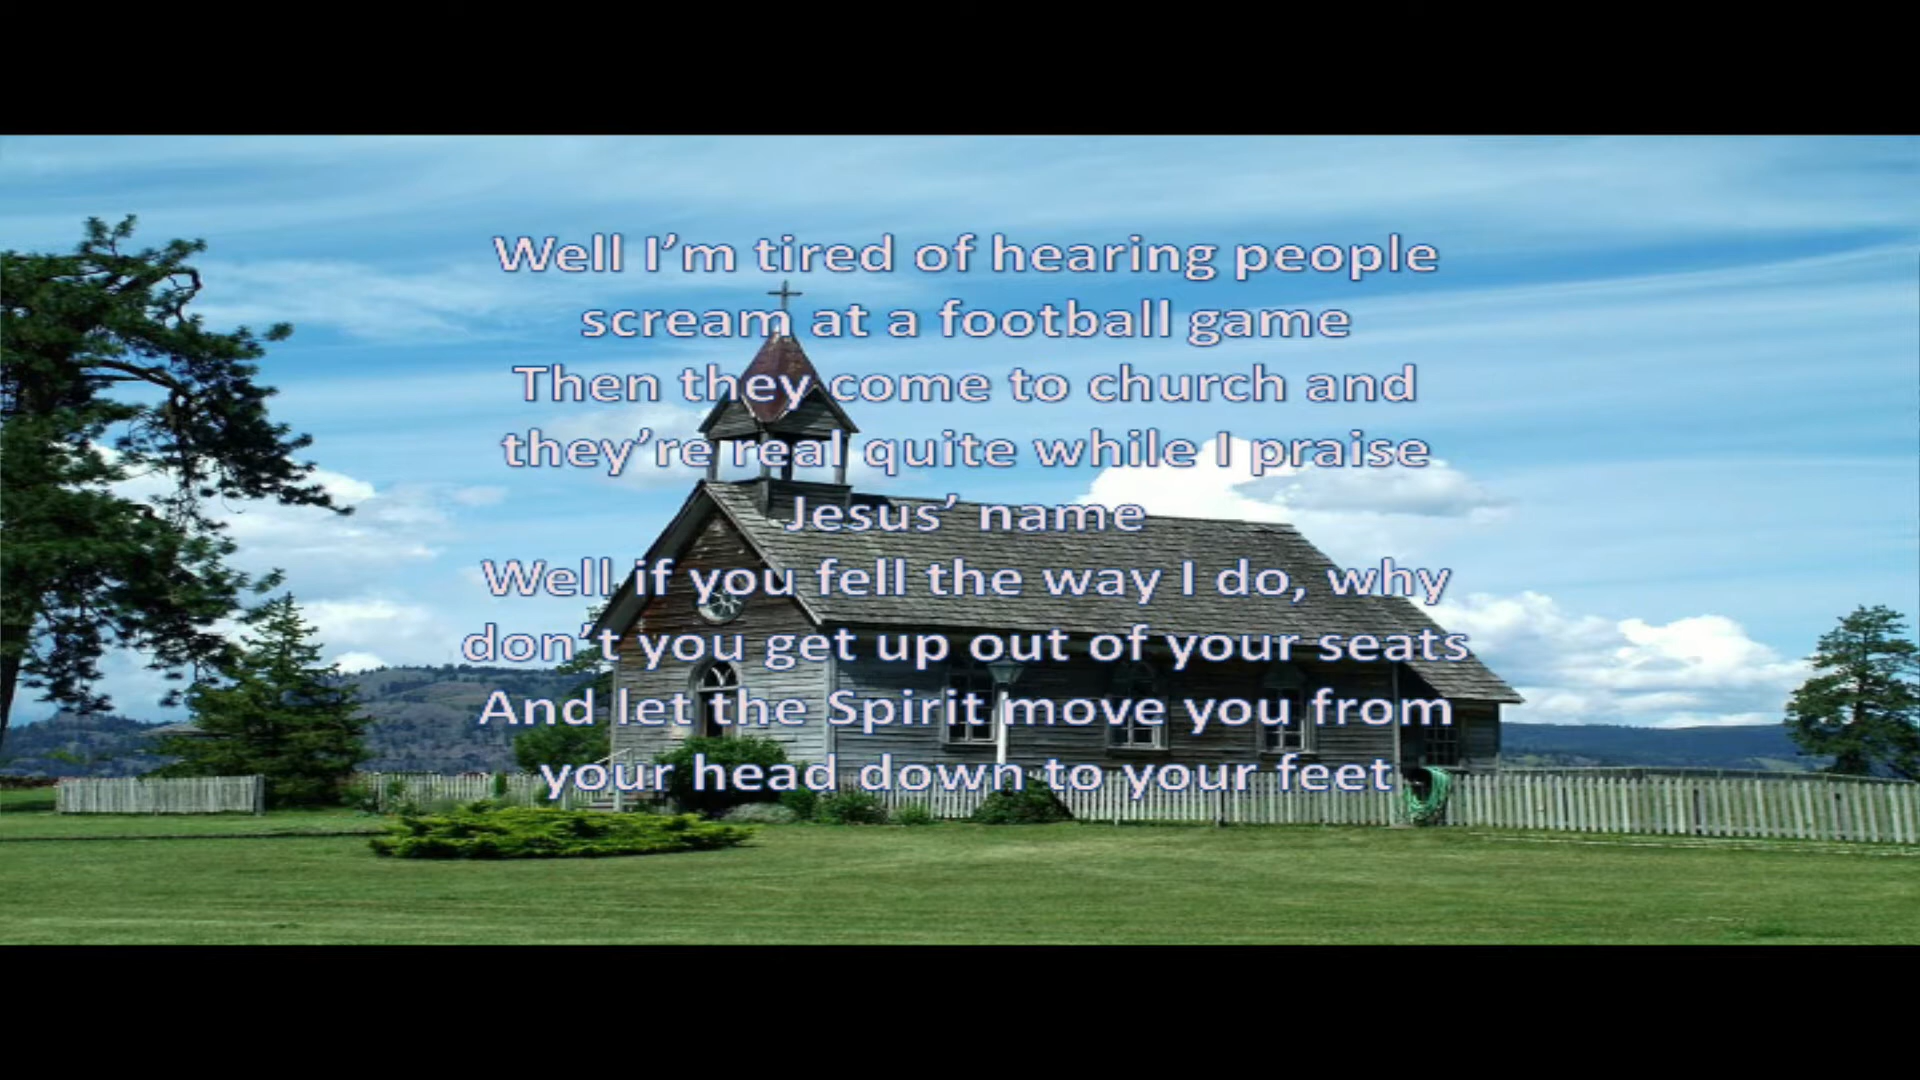 Well I’m tired of hearing people
scream at a football game
Then they come to church and
they’re real quite while I praise
Jesus’ name
Well if you fell the way I do, why
don’t you get up out of your seats
And let the Spirit move you from
your head down to your feet